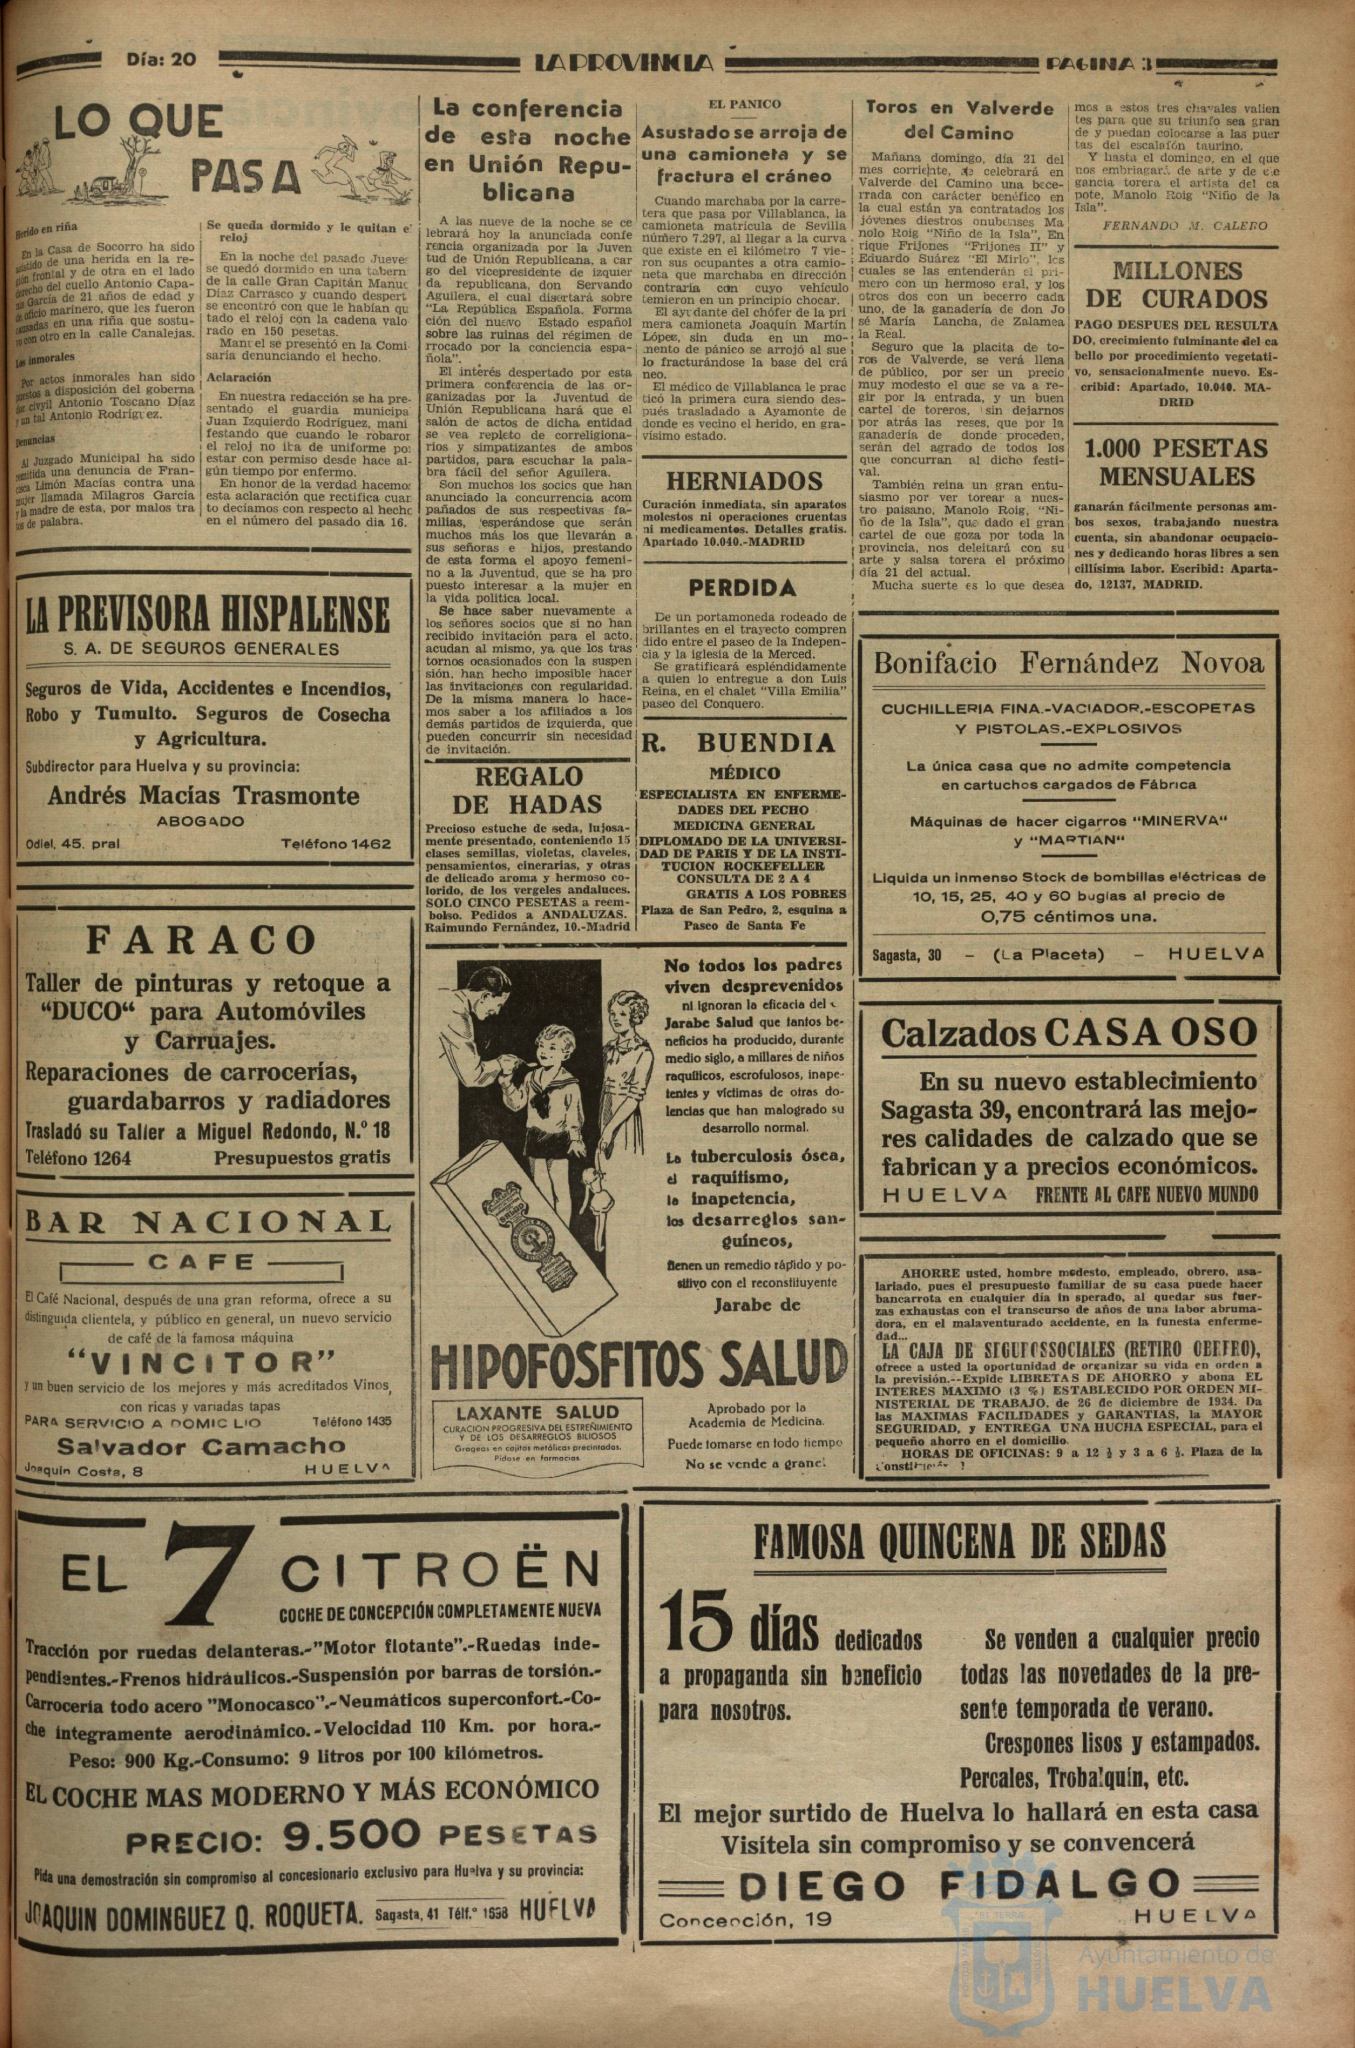 Día: 20
LA PROVINCIA
PAGINA 3
LO QUE
PASA
Herido en riña
En la Casa de Socorro ha sido
asistido de una herida en la re-
gión frontal y de otra en el lado
derecho del cuello Antonio Capa-
rra García de 21 años de edad y
de oficio marinero, que les fueron
causadas en una riña que sostu-
vo con otro en la calle Canalejas.
Los inmorales
Por actos inmorales han sido
puestos a disposición del goberna
dor civyil Antonio Toscano Díaz
y un tal Antonio Rodríguez.
Denuncias
Al Juzgado Municipal ha sido
remitida una denuncia de Fran-
cisca Limón Macías contra una
mujer llamada Milagros García
y la madre de esta, por malos tra
tos de palabra.
Se queda dormido y le quitan el
reloj
En la noche del pasado Jueve
se quedó dormido en una tabern
de la calle Gran Capitán Manuc
Díaz Carrasco y cuando despert
se encontró con que le habían qu
tado el reloj con la cadena valo
rado en 150 pesetas.
Manuel se presentó en la Comi
saría denunciando el hecho.
Aclaración
En nuestra redacción se ha pre
sentado el guardia municipa
Juan Izquierdo Rodríguez, mani
festando que cuando le robaror
el reloj no iba de uniforme por
estar con permiso desde hace al
gún tiempo por enfermo.
En honor de la verdad hacemos
esta aclaración que rectifica cuan
to decíamos con respecto al hecho
en el número del pasado dia 16.
LA PREVISORA HISPALENSE
S. A. DE SEGUROS GENERALES
Seguros de Vida, Accidentes e Incendios,
Robo y Tumulto. Seguros de Cosecha
y Agricultura.
Subdirector para Huelva y su provincia:
Andrés Macías Trasmonte
ABOGADO
Odiel, 45. pral
Teléfono 1462
FARACO
Taller de pinturas y retoque a
"DUCO" para Automóviles
y Carruajes.
Reparaciones de carrocerías,
guardabarros y radiadores
Trasladó su Taller a Miguel Redondo, N.º 18
Teléfono 1264
Presupuestos gratis
BAR NACIONAL
CAFE
El Café Nacional, después de una gran reforma, ofrece a su
distinguida clientela, y público en general, un nuevo servicio
de café de la famosa máquina
"VINCITOR"
y un buen servicio de los mejores y más acreditados Vinos,
con ricas y variadas tapas
PARA SERVICIO A DOMICILIO
Teléfono 1435
Salvador Camacho
Joaquín Costa, 8
HUELVA
La conferencia
de esta noche
en Unión Repu-
blicana
A las nueve de la noche se ce
lebrará hoy la anunciada confe
rencia organizada por la Juven
tud de Unión Republicana, a car
go del vicepresidente de izquier
da republicana, don Servando
Aguilera, el cual disertará sobre
"La República Española. Forma
ción del nuevo Estado español
sobre las ruinas del régimen de
rrocado por la conciencia espa-
ñola".
El interés despertado por esta
primera conferencia de las or-
ganizadas por la Juventud de
Unión Republicana hará que el
salón de actos de dicha entidad
se vea repleto de correligiona-
rios y simpatizantes de ambos
partidos, para escuchar la pala-
bra fácil del señor Aguilera.
Son muchos los socios que han
anunciado la concurrencia acom
pañados de sus respectivas fa-
milias, esperándose que serán
muchos más los que llevarán a
sus señoras e hijos, prestando
de esta forma el apoyo femeni-
no a la Juventud, que se ha pro
puesto interesar a la mujer en
la vida política local.
Se hace saber nuevamente a
los señores socios que si no han
recibido invitación para el acto.
acudan al mismo, ya que los tras
tornos ocasionados con la suspen
sión, han hecho imposible hacer
las invitaciones con regularidad.
De la misma manera lo hace-
mos saber a los afiliados a los
demás partidos de izquierda, que
pueden concurrir sin necesidad
de invitación.
REGALO
DE HADAS
Precioso estuche de seda, lujosa-
mente presentado, conteniendo 15
clases semillas, violetas, claveles,
pensamientos, cinerarias, y otras
de delicado aroma y hermoso co-
lorido, de los vergeles andaluces.
SOLO CINCO PESETAS a reem-
bolso. Pedidos a ANDALUZAS.
Raimundo Fernández, 10.-Madrid
EL PANICO
Asustado se arroja de
una camioneta y se
fractura el cráneo
Cuando marchaba por la carre-
tera que pasa por Villablanca, la
camioneta matrícula de Sevilla
número 7.297, al llegar a la curva
que existe en el kilómetro 7 vie-
ron sus ocupantes a otra camio-
neta que marchaba en dirección
contraria con cuyo vehículo
temieron en un principio chocar.
El ayudante del chófer de la pri
mera camioneta Joaquín Martín
López, sin duda en un mo-
mento de pánico se arrojó al sue
lo fracturándose la base del crá
neo.
El médico de Villablanca le prac
ticó la primera cura siendo des-
pués trasladado a Ayamonte de
donde es vecino el herido, en gra-
vísimo estado.
HERNIADOS
Curación inmediata, sin aparatos
molestos ni operaciones cruentas
ni medicamentos. Detalles gratis.
Apartado 10.040.-MADRID
PERDIDA
De un portamoneda rodeado de
brillantes en el trayecto compren
dido entre el paseo de la Indepen-
cia y la iglesia de la Merced.
Se gratificará espléndidamente
a quien lo entregue a don Luis
Reina, en el chalet "Villa Emilia"
paseo del Conquero.
R. BUENDIA
MÉDICO
ESPECIALISTA EN ENFERME-
DADES DEL PECHO
MEDICINA GENERAL
DIPLOMADO DE LA UNIVERSI-
DAD DE PARIS Y DE LA INSTI-
TUCION ROCKEFELLER
CONSULTA DE 2 A 4
GRATIS A LOS POBRES
Plaza de San Pedro, 2, esquina a
Paseo de Santa Fe
No todos los padres
viven desprevenidos
ni ignoran la eficacia del
Jarabe Salud que tantos be-
neficios ha producido, durante
medio siglo, a millares de niños
raquíticos, escrofulosos, inape-
tentes y víctimas de otras do-
lencias que han malogrado su
desarrollo normal.
La tuberculosis ósea,
el raquitismo,
la inapetencia,
los desarreglos san-
guíneos,
tienen un remedio rápido y po-
sitivo con el reconstituyente
Jarabe de
HIPOFOSFITOS SALUD
LAXANTE SALUD
CURACION PROGRESIVA DEL ESTREÑIMIENTO
Y DE LOS DESARREGLOS BILIOSOS
Grageas en cajitas metálicas precintadas.
Pídase en farmacias.
Aprobado por la
Academia de Medicina.
Puede tomarse en todo tiempo
No se vende a granel
Toros en Valverde
del Camino
Mañana domingo, día 21 del
mes corriente, se celebrará en
Valverde del Camino una bece-
rrada con carácter benéfico en
la cual están ya contratados los
jóvenes diestros onubenses Ma
nolo Roig "Niño de la Isla", En
rique Frijones "Frijones II" y
Eduardo Suárez "El Mirlo", los
cuales se las entenderán el pri-
mero con un hermoso eral, y los
otros dos con un becerro cada
uno, de la ganadería de don Jo
sé María Lancha, de Zalamea
la Real.
Seguro que la placita de to-
ros de Valverde, se verá llena
de público, por ser un precio
muy modesto el que se va a re-
gir por la entrada, y un buen
cartel de toreros, sin dejarnos
por atrás las reses, que por la
ganadería de donde proceden,
serán del agrado de todos los
que concurran al dicho festi-
val.
También reina un gran entu-
siasmo por ver torear a nues-
tro paisano, Manolo Roig, "Ni-
ño de la Isla", que dado el gran
cartel de que goza por toda la
provincia, nos deleitará con su
arte y salsa torera el próximo
día 21 del actual.
Mucha suerte es lo que desea
mos a estos tres chavales valien
tes para que su triunfo sea gran
de y puedan colocarse a las puer
tas del escalafón taurino.
Y hasta el domingo, en el que
nos embriagará de arte y de ele
gancia torera el artista del ca
pote, Manolo Roig "Niño de la
Isla".
FERNANDO M. CALERO
MILLONES
DE CURADOS
PAGO DESPUES DEL RESULTA
DO, crecimiento fulminante del ca
bello por procedimiento vegetati-
vo, sensacionalmente nuevo. Es-
cribid: Apartado, 10.040. MA-
DRID
1.000 PESETAS
MENSUALES
ganarán fácilmente personas am-
bos sexos, trabajando nuestra
cuenta, sin abandonar ocupacio-
nes y dedicando horas libres a sen
cillísima labor. Escribid: Aparta-
do, 12137, MADRID.
Bonifacio Fernández Novoa
CUCHILLERIA FINA.-VACIADOR.-ESCOPETAS
Y PISTOLAS.-EXPLOSIVOS
La única casa que no admite competencia
en cartuchos cargados de Fábrica
Máquinas de hacer cigarros "MINERVA"
y "MARTIAN"
Liquida un inmenso Stock de bombillas eléctricas de
10, 15, 25, 40 y 60 bugías al precio de
0,75 céntimos una.
Sagasta, 30 - (La Placeta) - HUELVA
Calzados CASA OSO
En su nuevo establecimiento
Sagasta 39, encontrará las mejo-
res calidades de calzado que se
fabrican y a precios económicos.
HUELVA FRENTE AL CAFE NUEVO MUNDO
AHORRE usted, hombre modesto, empleado, obrero, asa-
lariado, pues el presupuesto familiar de su casa puede hacer
bancarrota en cualquier día in sperado, al quedar sus fuer-
zas exhaustas con el transcurso de años de una labor abruma-
dora, en el malaventurado accidente, en la funesta enferme-
dad...
LA CAJA DE SEGUROSSOCIALES (RETIRO OBRERO),
ofrece a usted la oportunidad de organizar su vida en orden a
la previsión.--Expide LIBRETAS DE AHORRO y abona EL
INTERES MAXIMO (3 %) ESTABLECIDO POR ORDEN MI-
NISTERIAL DE TRABAJO, de 26 de diciembre de 1934. Da
las MAXIMAS FACILIDADES y GARANTIAS, la MAYOR
SEGURIDAD, y ENTREGA UNA HUCHA ESPECIAL, para el
pequeño ahorro en el domicilio.
HORAS DE OFICINAS: 9 a 12 ½ y 3 a 6 ½. Plaza de la
EL 7 CITROËN
COCHE DE CONCEPCIÓN COMPLETAMENTE NUEVA
Tracción por ruedas delanteras.-"Motor flotante".-Ruedas inde-
pendientes.-Frenos hidráulicos.-Suspensión por barras de torsión.-
Carrocería todo acero "Monocasco".-Neumáticos superconfort.-Co-
che íntegramente aerodinámico.-Velocidad 110 Km. por hora.-
Peso: 900 Kg.-Consumo: 9 litros por 100 kilómetros.
EL COCHE MAS MODERNO Y MÁS ECONÓMICO
PRECIO: 9.500 PESETAS
Pida una demostración sin compromiso al concesionario exclusivo para Huelva y su provincia:
JOAQUIN DOMINGUEZ Q. ROQUETA. Sagasta, 41 Télf.º 1698 HUELVA
FAMOSA QUINCENA DE SEDAS
15 días dedicados
a propaganda sin beneficio
para nosotros.
Se venden a cualquier precio
todas las novedades de la pre-
sente temporada de verano.
Crespones lisos y estampados.
Percales, Trobalquín, etc.
El mejor surtido de Huelva lo hallará en esta casa
Visítela sin compromiso y se convencerá
DIEGO FIDALGO
Concención, 19
HUELVA
Ayuntamiento de
HUELVA